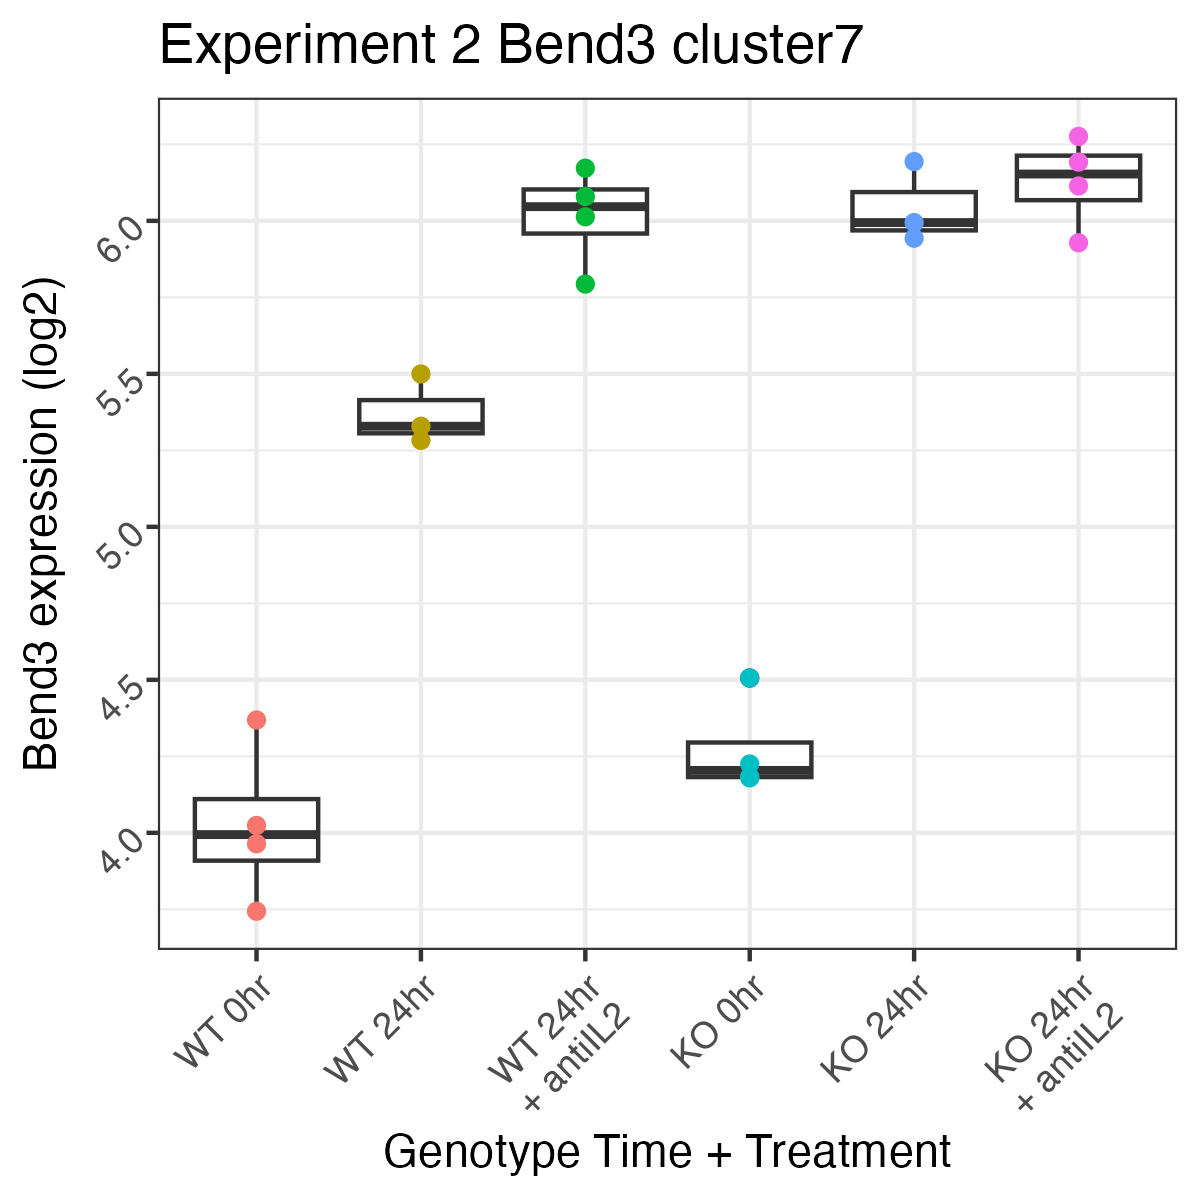 Experiment 2 Bend3 cluster7
Bend3 expression (log2)
6.0
5.5
5.0
4.5
4.0
WT 0hr
WT 24hr
WT 24hr
+ antiIL2
KO 0hr
KO 24hr
KO 24hr
+ antiIL2
Genotype Time + Treatment